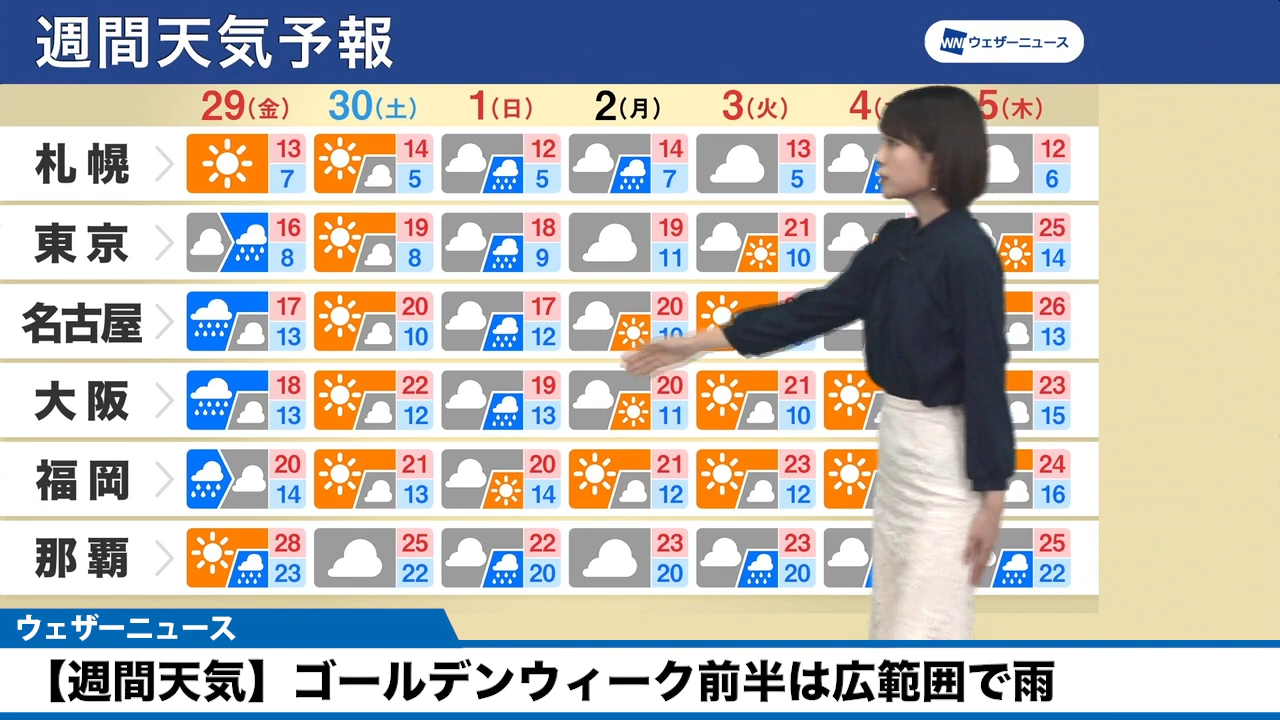 週間天気予報
WNI ウェザーニュース
29(金) 30(土) 1(日) 2(月) 3(火) 4( 5(木)
札幌 13 7 14 5 12 5 14 7 13 5 12 6
東京 16 8 19 8 18 9 19 11 21 10 25 14
名古屋 17 13 20 10 17 12 20 10 26 13
大阪 18 13 22 12 19 13 20 11 21 10 23 15
福岡 20 14 21 13 20 14 21 12 23 12 24 16
那覇 28 23 25 22 22 20 23 20 23 20 25 22
ウェザーニュース
【週間天気】ゴールデンウィーク前半は広範囲で雨